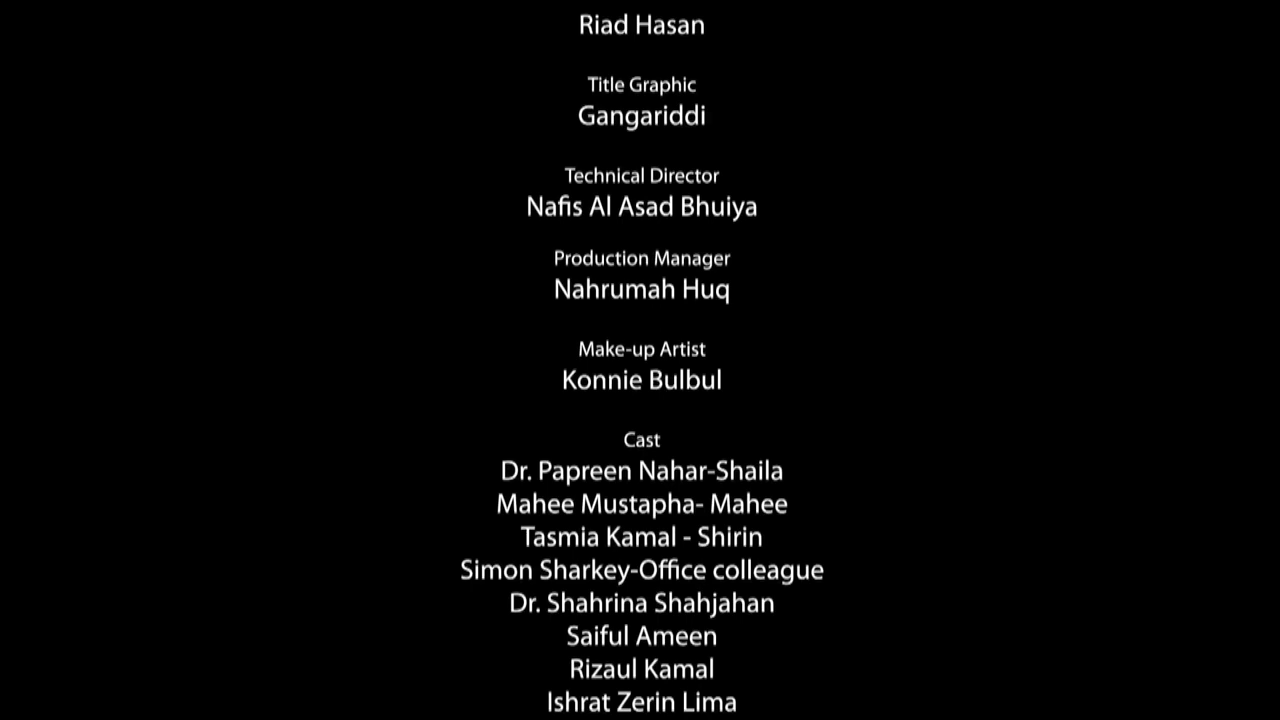 Riad Hasan
Title Graphic
Gangariddi
Technical Director
Nafis Al Asad Bhuiya
Production Manager
Nahrumah Huq
Make-up Artist
Konnie Bulbul
Cast
Dr. Papreen Nahar-Shaila
Mahee Mustapha- Mahee
Tasmia Kamal - Shirin
Simon Sharkey-Office colleague
Dr. Shahrina Shahjahan
Saiful Ameen
Rizaul Kamal
Ishrat Zerin Lima